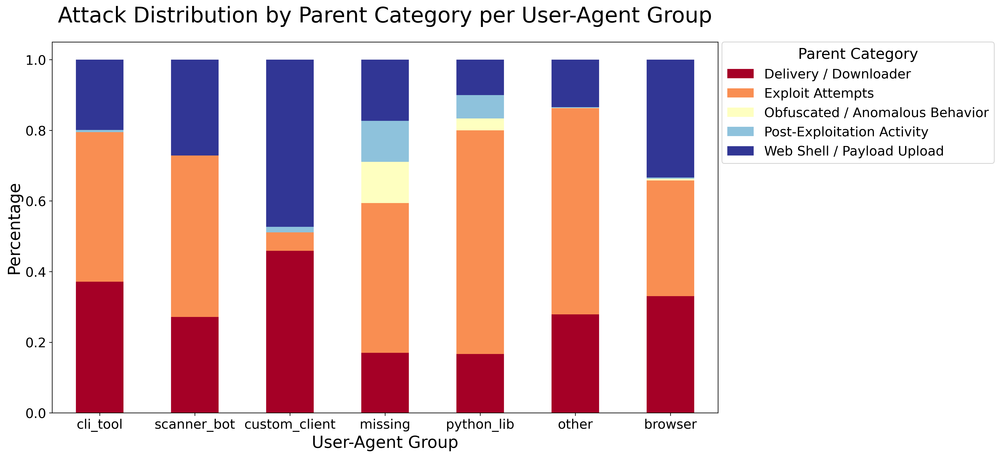 Attack Distribution by Parent Category per User-Agent Group
Parent Category
Delivery / Downloader
Exploit Attempts
Obfuscated / Anomalous Behavior
Post-Exploitation Activity
Web Shell / Payload Upload
Percentage
1.0
0.8
0.6
0.4
0.2
0.0
cli_tool scanner_bot custom_client missing python_lib other browser
User-Agent Group